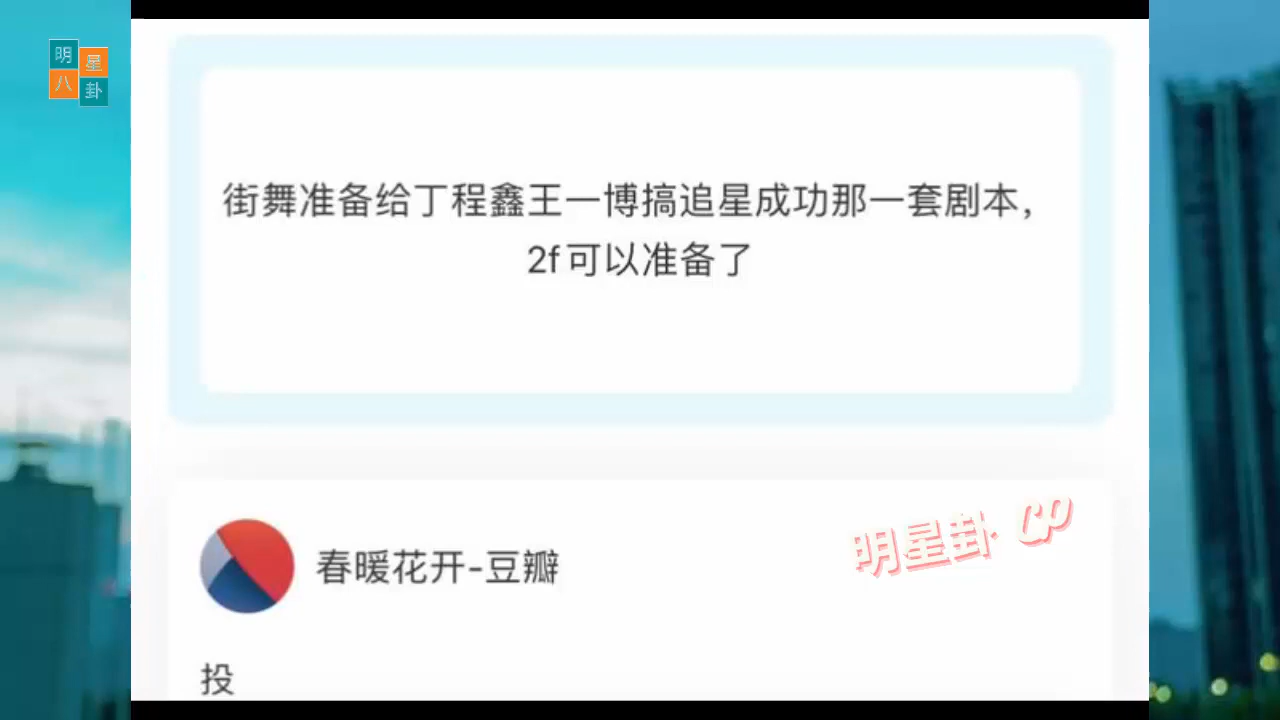 明星
八卦
街舞准备给丁程鑫王一博搞追星成功那一套剧本，
2f可以准备了
春暖花开-豆瓣
明星卦·CP
投